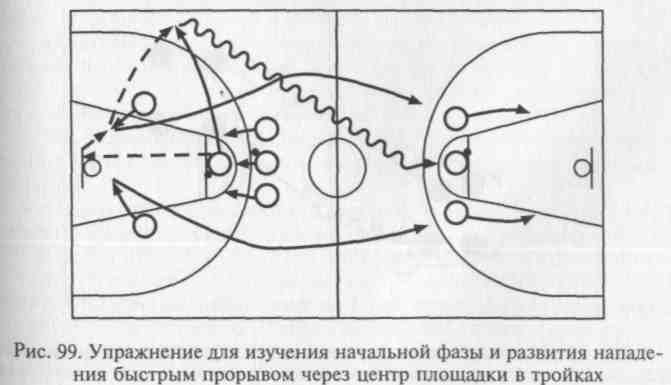 Рис. 99. Упражнение для изучения начальной фазы и развития нападе-
ния быстрым прорывом через центр площадки в тройках